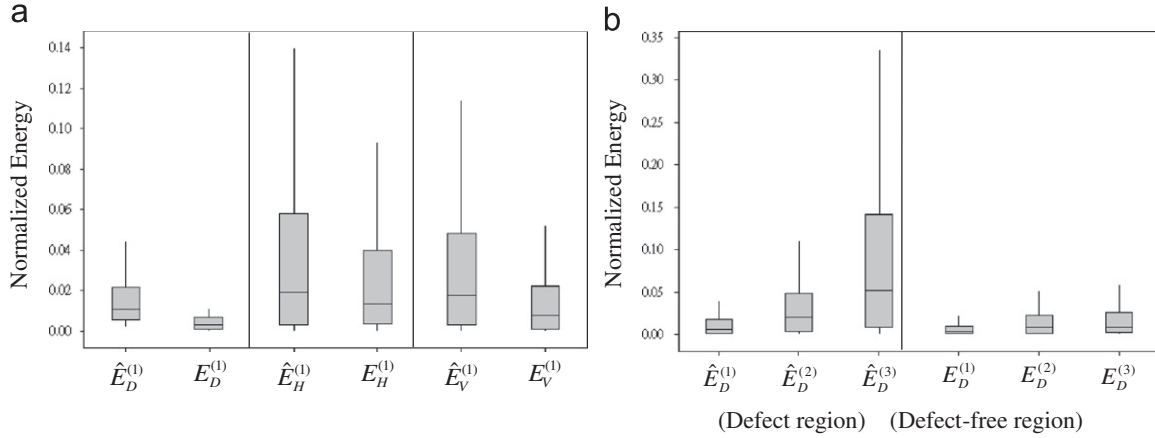 a
Normalized Energy
0.14
0.12
0.10
0.08
0.06
0.04
0.02
0.00
Ê_D^(1) E_D^(1) Ê_H^(1) E_H^(1) Ê_V^(1) E_V^(1)
b
Normalized Energy
0.35
0.30
0.25
0.20
0.15
0.10
0.05
0.00
Ê_D^(1) Ê_D^(2) Ê_D^(3) E_D^(1) E_D^(2) E_D^(3)
(Defect region) (Defect-free region)